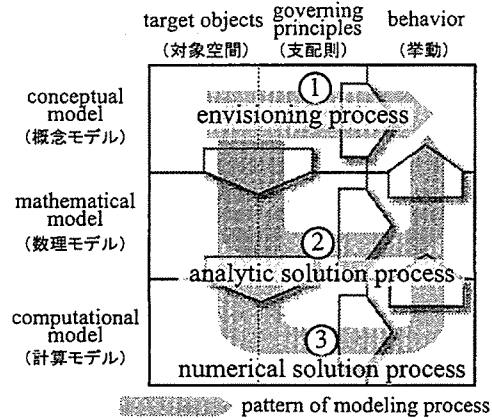 target objects
(対象空間)
governing
principles
(支配則)
behavior
(挙動)
conceptual
model
(概念モデル)
① 
envisioning process
mathematical
model
(数理モデル)
②
analytic solution process
computational
model
(計算モデル)
③
numerical solution process
pattern of modeling process